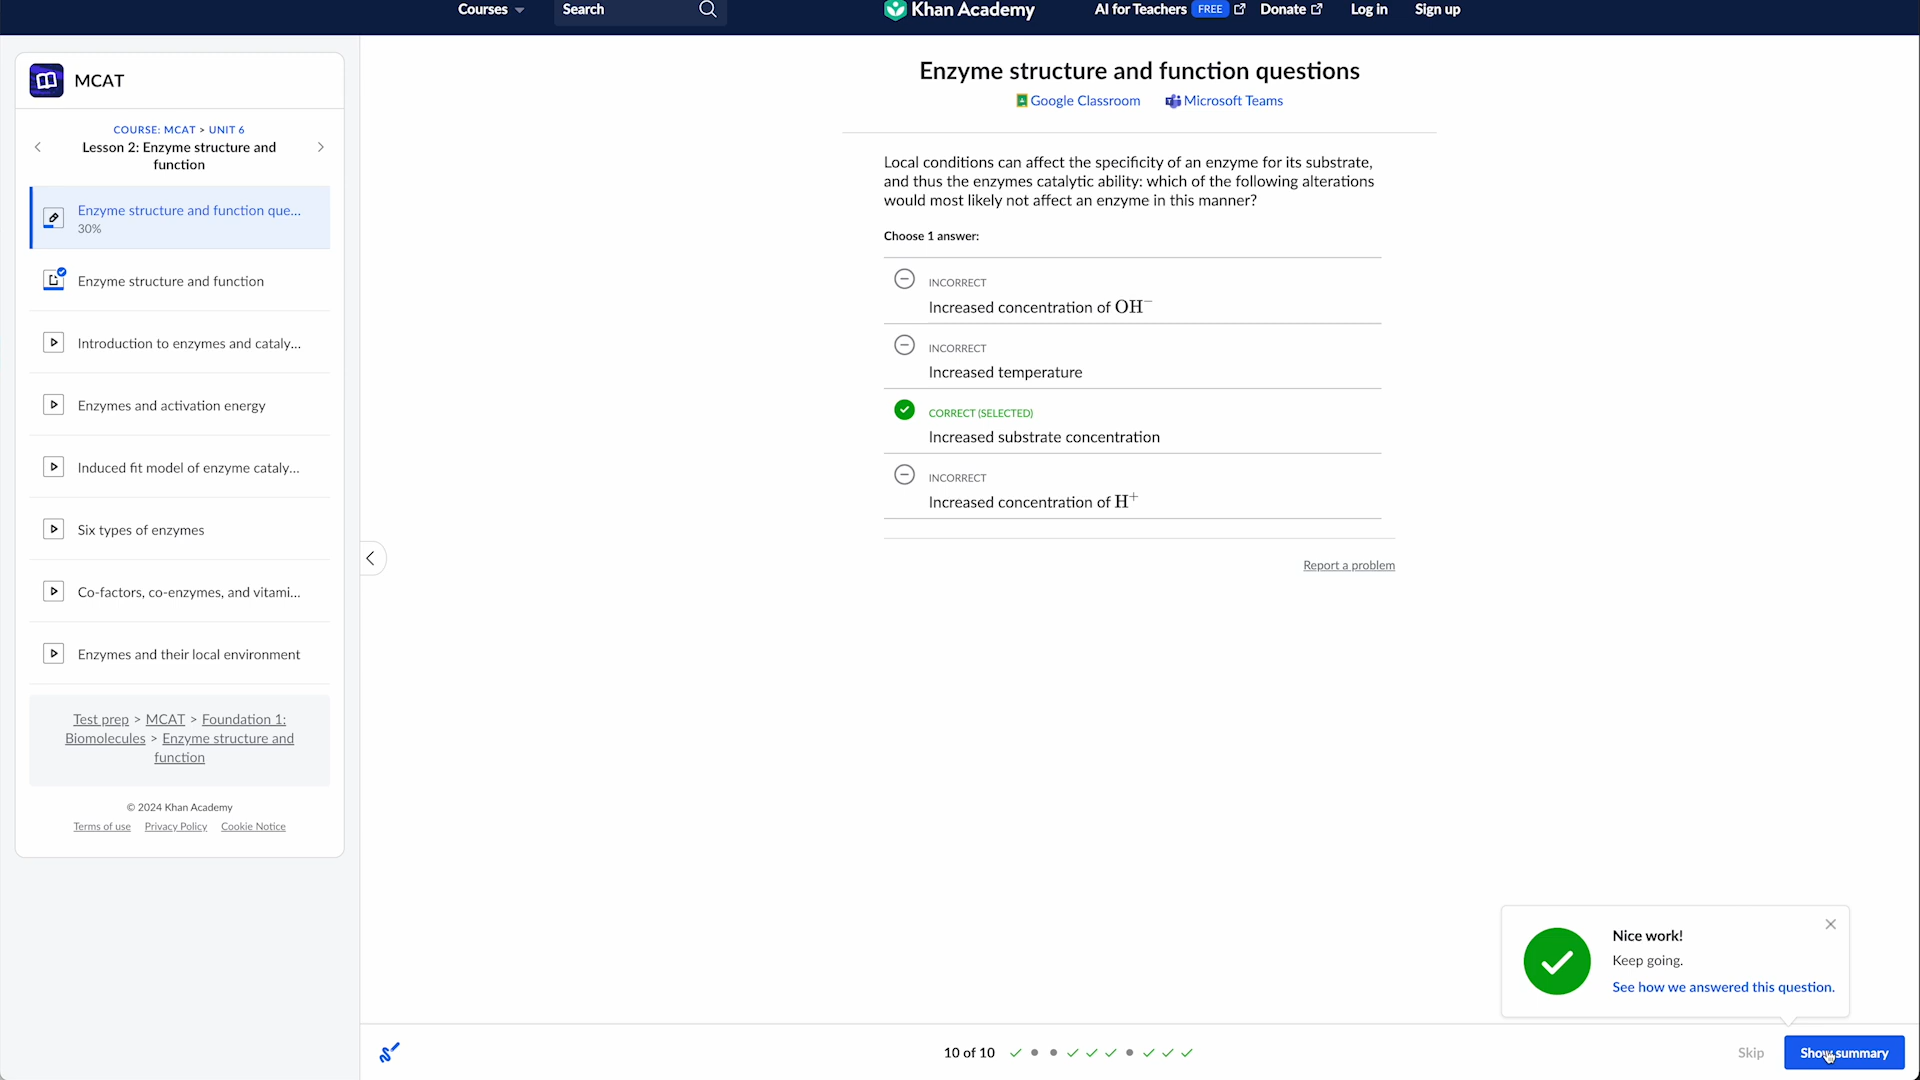 Courses
Search
Khan Academy
AI for Teachers FREE
Donate
Log in
Sign up
MCAT
COURSE: MCAT > UNIT 6
Lesson 2: Enzyme structure and
function
Enzyme structure and function que...
30%
Enzyme structure and function
Introduction to enzymes and cataly...
Enzymes and activation energy
Induced fit model of enzyme cataly...
Six types of enzymes
Co-factors, co-enzymes, and vitami...
Enzymes and their local environment
Test prep > MCAT > Foundation 1:
Biomolecules > Enzyme structure and
function
© 2024 Khan Academy
Terms of use Privacy Policy Cookie Notice
Enzyme structure and function questions
Google Classroom Microsoft Teams
Local conditions can affect the specificity of an enzyme for its substrate,
and thus the enzymes catalytic ability: which of the following alterations
would most likely not affect an enzyme in this manner?
Choose 1 answer:
INCORRECT
Increased concentration of OH⁻
INCORRECT
Increased temperature
CORRECT (SELECTED)
Increased substrate concentration
INCORRECT
Increased concentration of H⁺
Report a problem
Nice work!
Keep going.
See how we answered this question.
10 of 10
Skip
Show summary